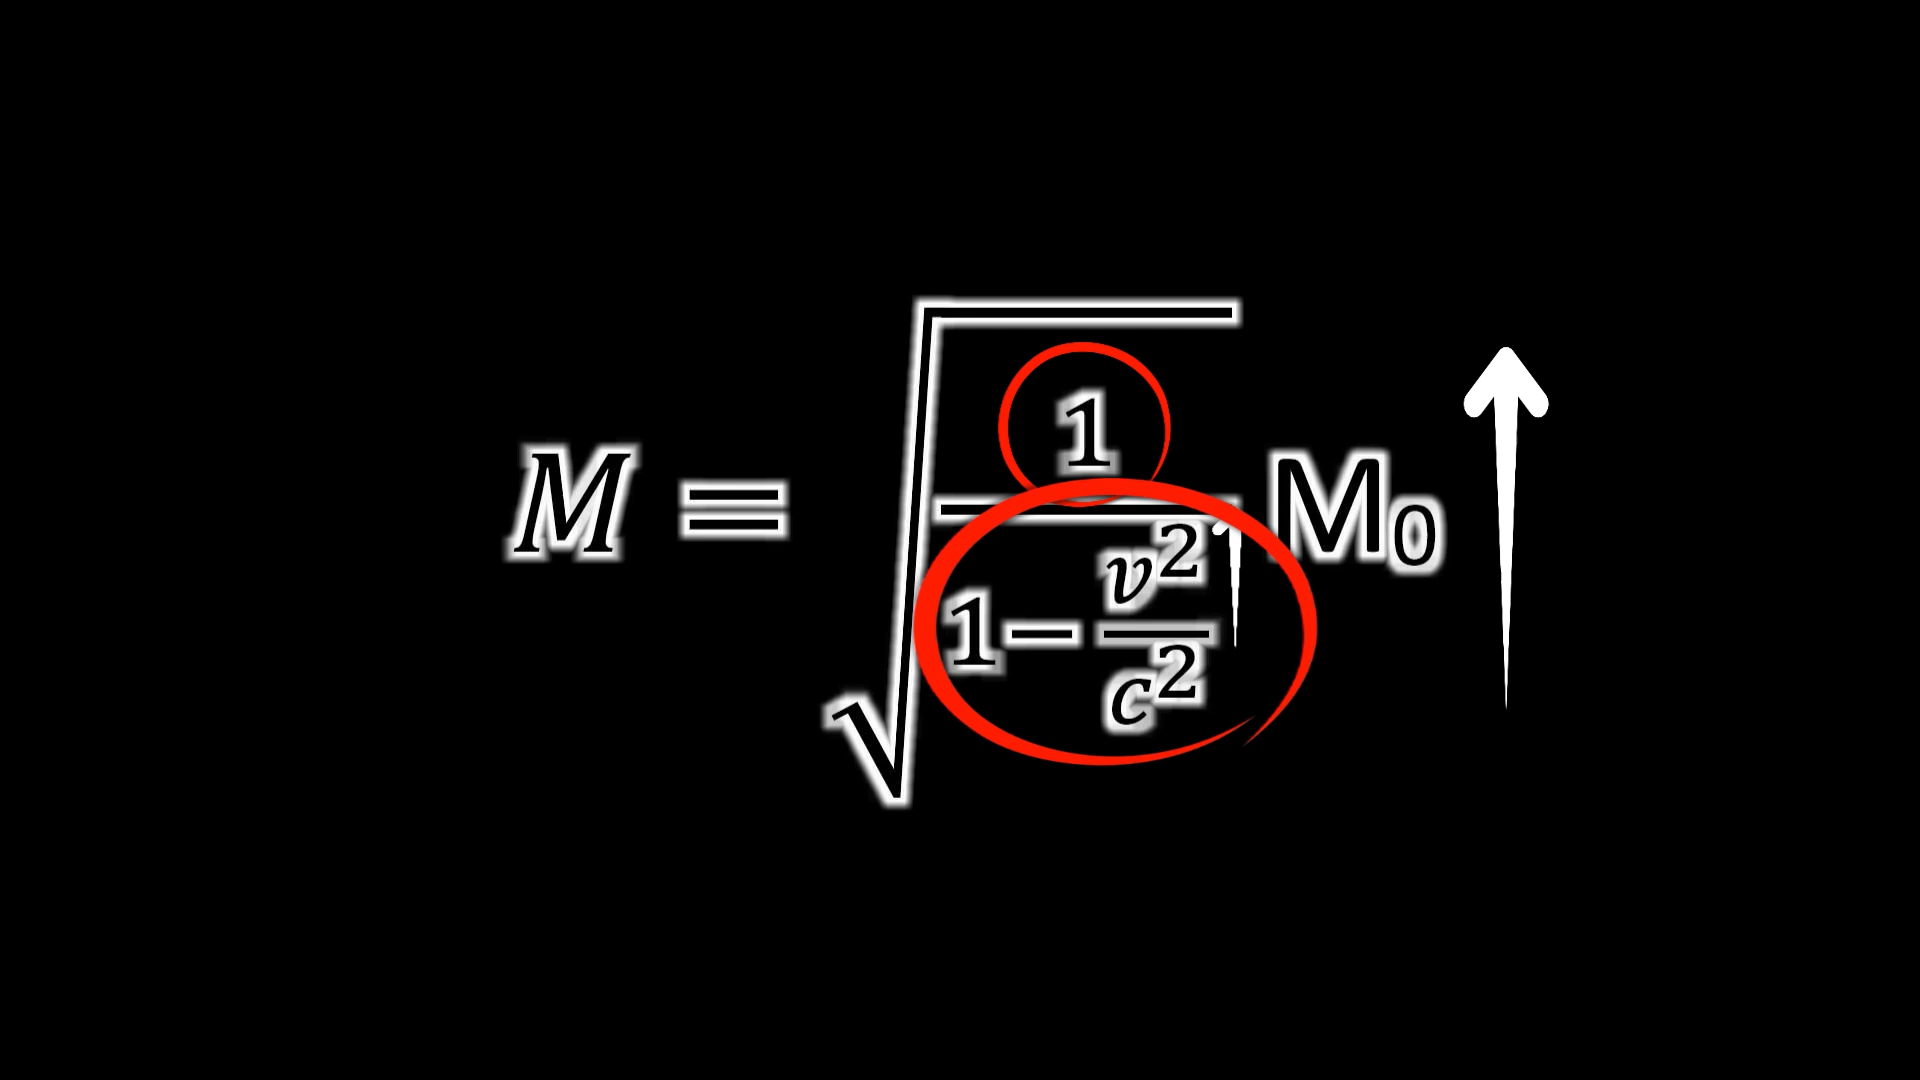 M = √(1/(1−v²/c²)) M₀